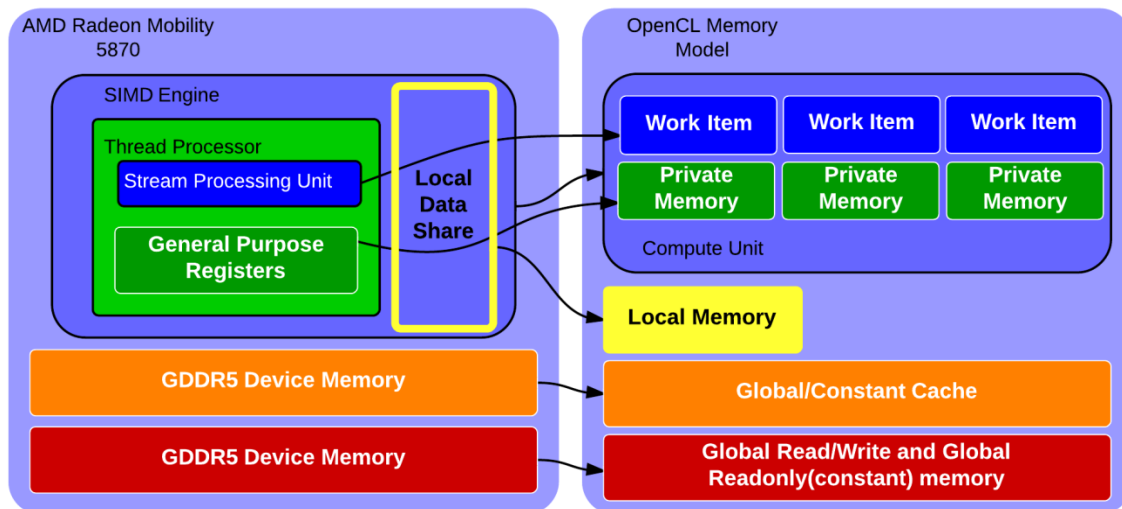 AMD Radeon Mobility
5870
SIMD Engine
Thread Processor
Stream Processing Unit
General Purpose
Registers
Local
Data
Share
GDDR5 Device Memory
GDDR5 Device Memory
OpenCL Memory
Model
Work Item
Work Item
Work Item
Private
Memory
Private
Memory
Private
Memory
Compute Unit
Local Memory
Global/Constant Cache
Global Read/Write and Global
Readonly(constant) memory